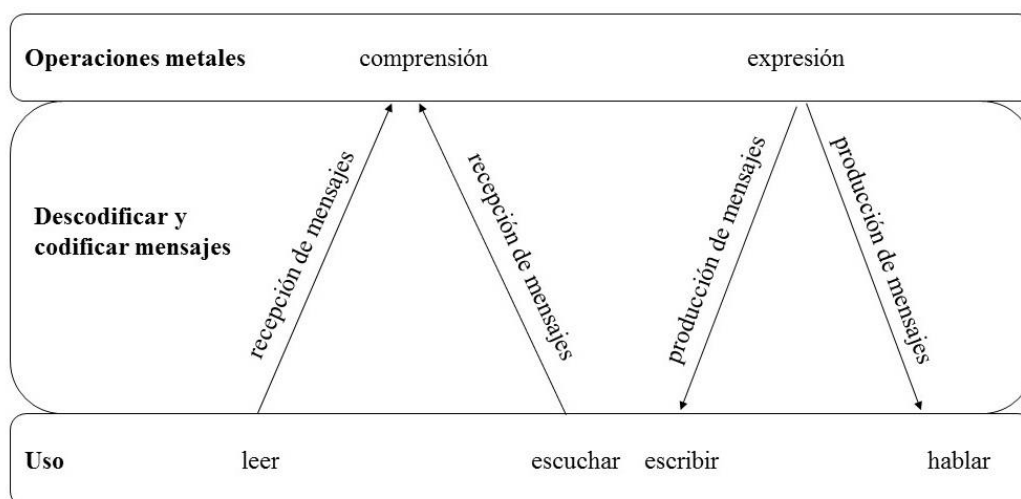 Operaciones metales comprensión expresión
recepción de mensajes
recepción de mensajes
producción de mensajes
producción de mensajes
Descodificar y
codificar mensajes
Uso leer escuchar escribir hablar